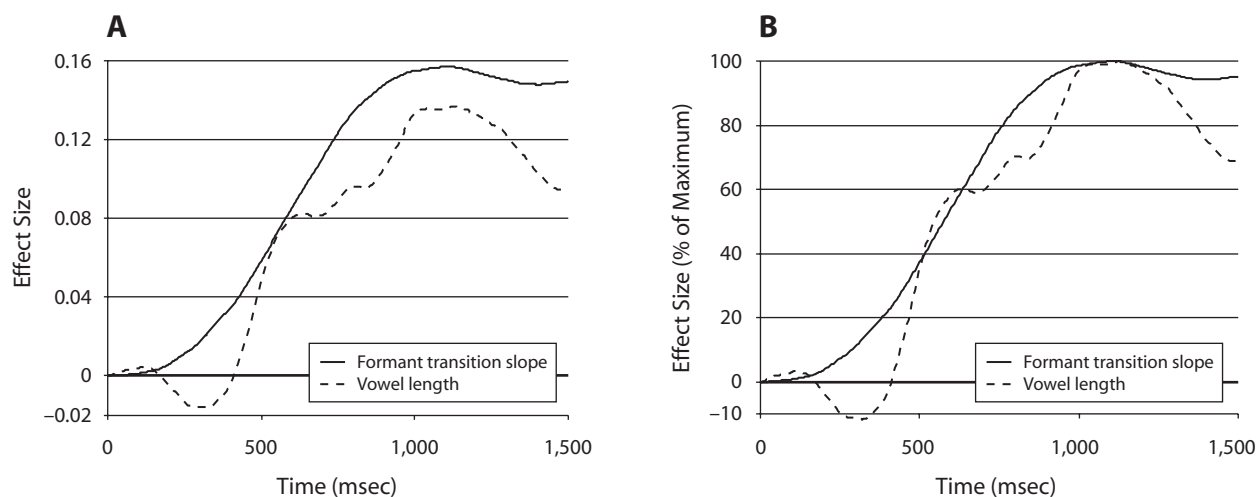 A
0.16
0.12
0.08
0.04
0
–0.02
Effect Size
Formant transition slope
Vowel length
0 500 1,000 1,500
Time (msec)
B
100
80
60
40
20
0
–10
Effect Size (% of Maximum)
Formant transition slope
Vowel length
0 500 1,000 1,500
Time (msec)